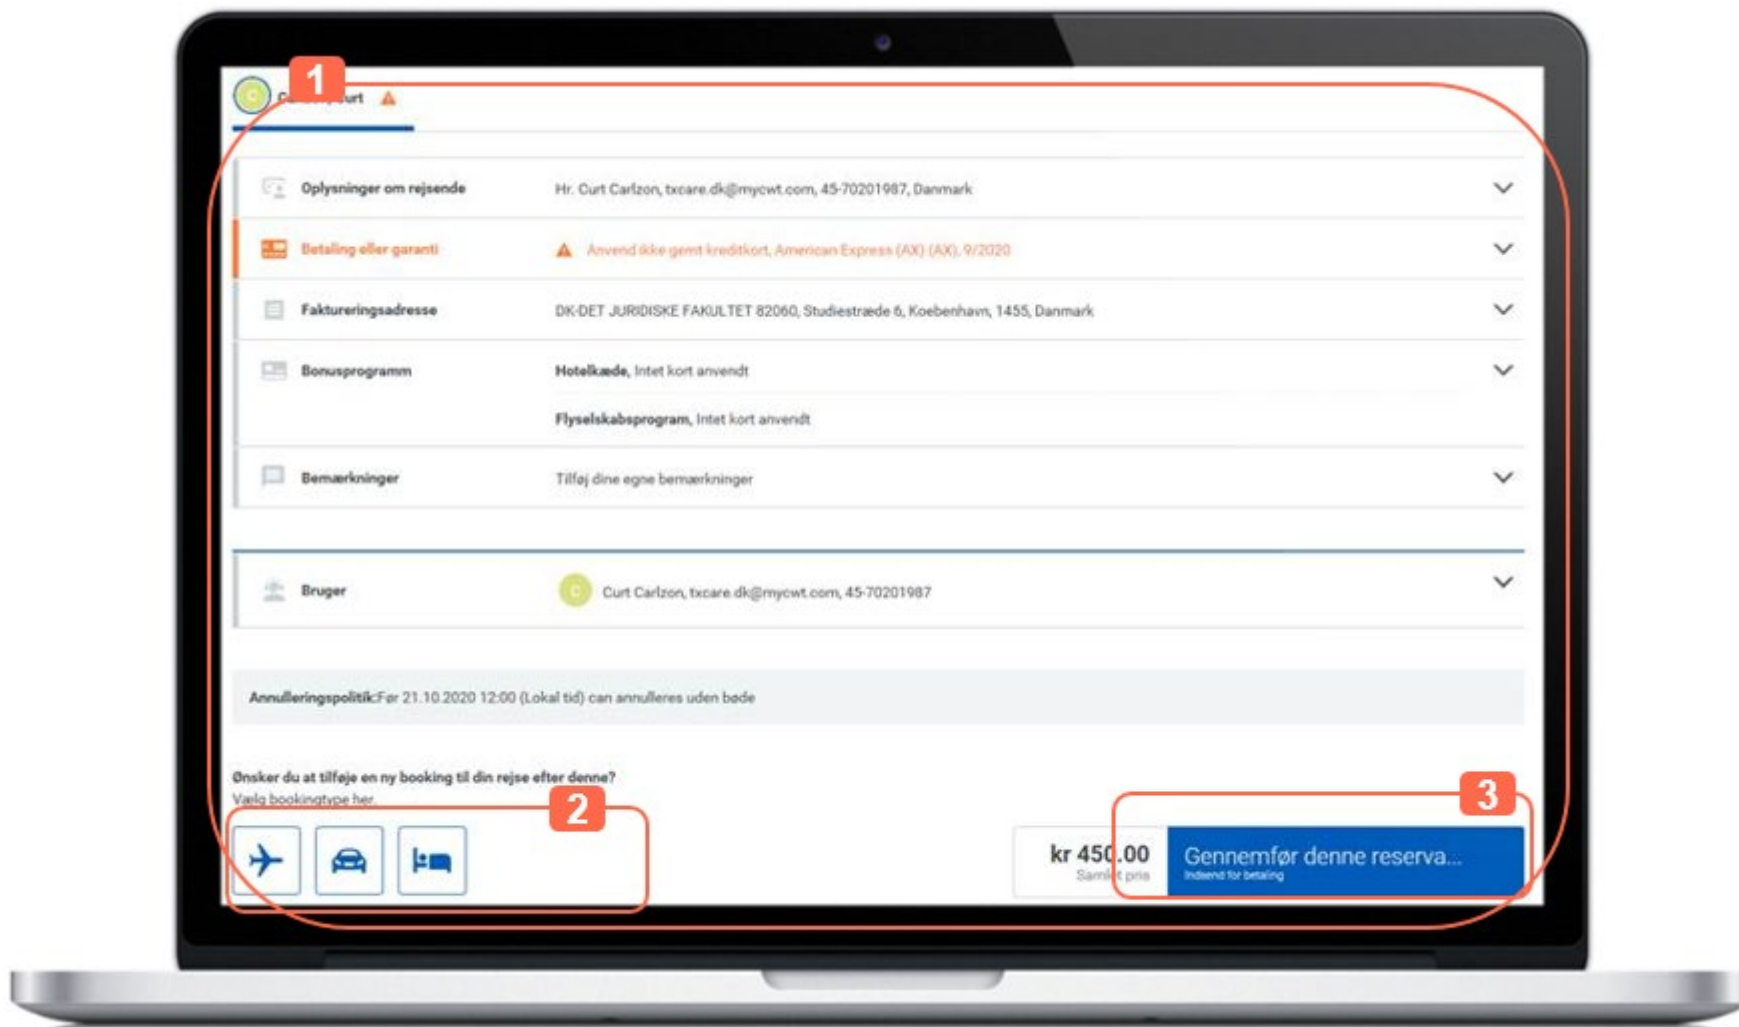 1
C
Oplysninger om rejsende
Hr. Curt Carlzon, txcare.dk@mycwt.com, 45-70201987, Danmark
Betaling eller garanti
Anvend ikke gemt kreditkort, American Express (AX) (AX), 9/2020
Faktureringsadresse
DK-DET JURIDISKE FAKULTET 82060, Studiestræde 6, Koebenhavn, 1455, Danmark
Bonusprogramm
Hotelkæde, Intet kort anvendt
Flyselskabsprogram, Intet kort anvendt
Bemærkninger
Tilføj dine egne bemærkninger
Bruger
C
Curt Carlzon, txcare.dk@mycwt.com, 45-70201987
Annulleringspolitik:Før 21.10.2020 12:00 (Lokal tid) can annulleres uden bøde
Ønsker du at tilføje en ny booking til din rejse efter denne?
Vælg bookingtype her.
2
3
kr 450.00
Samlet pris
Gennemfør denne reserva...
Indsend for betaling